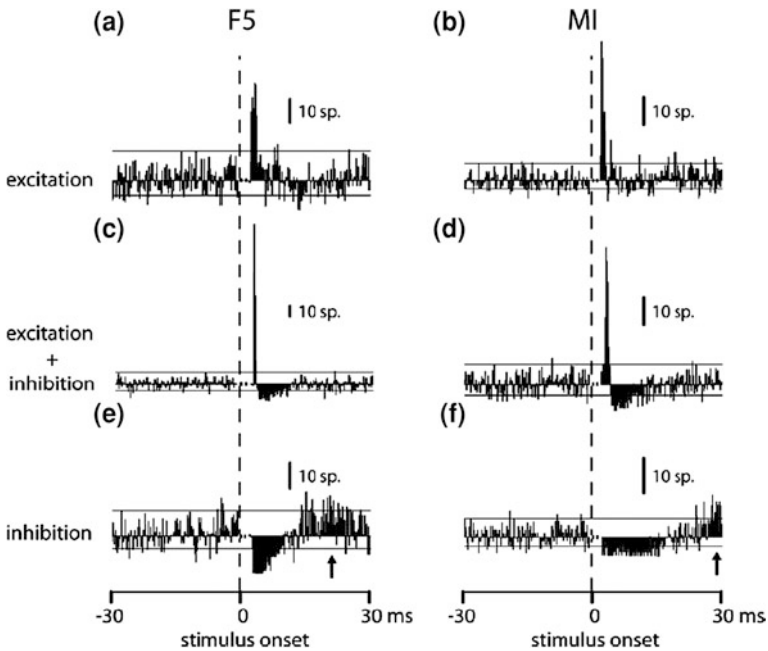 (a) F5
(b) MI
10 sp.
10 sp.
excitation
(c)
(d)
10 sp.
10 sp.
excitation
+
inhibition
(e)
(f)
10 sp.
10 sp.
inhibition
-30 0 30 ms
stimulus onset
-30 0 30 ms
stimulus onset